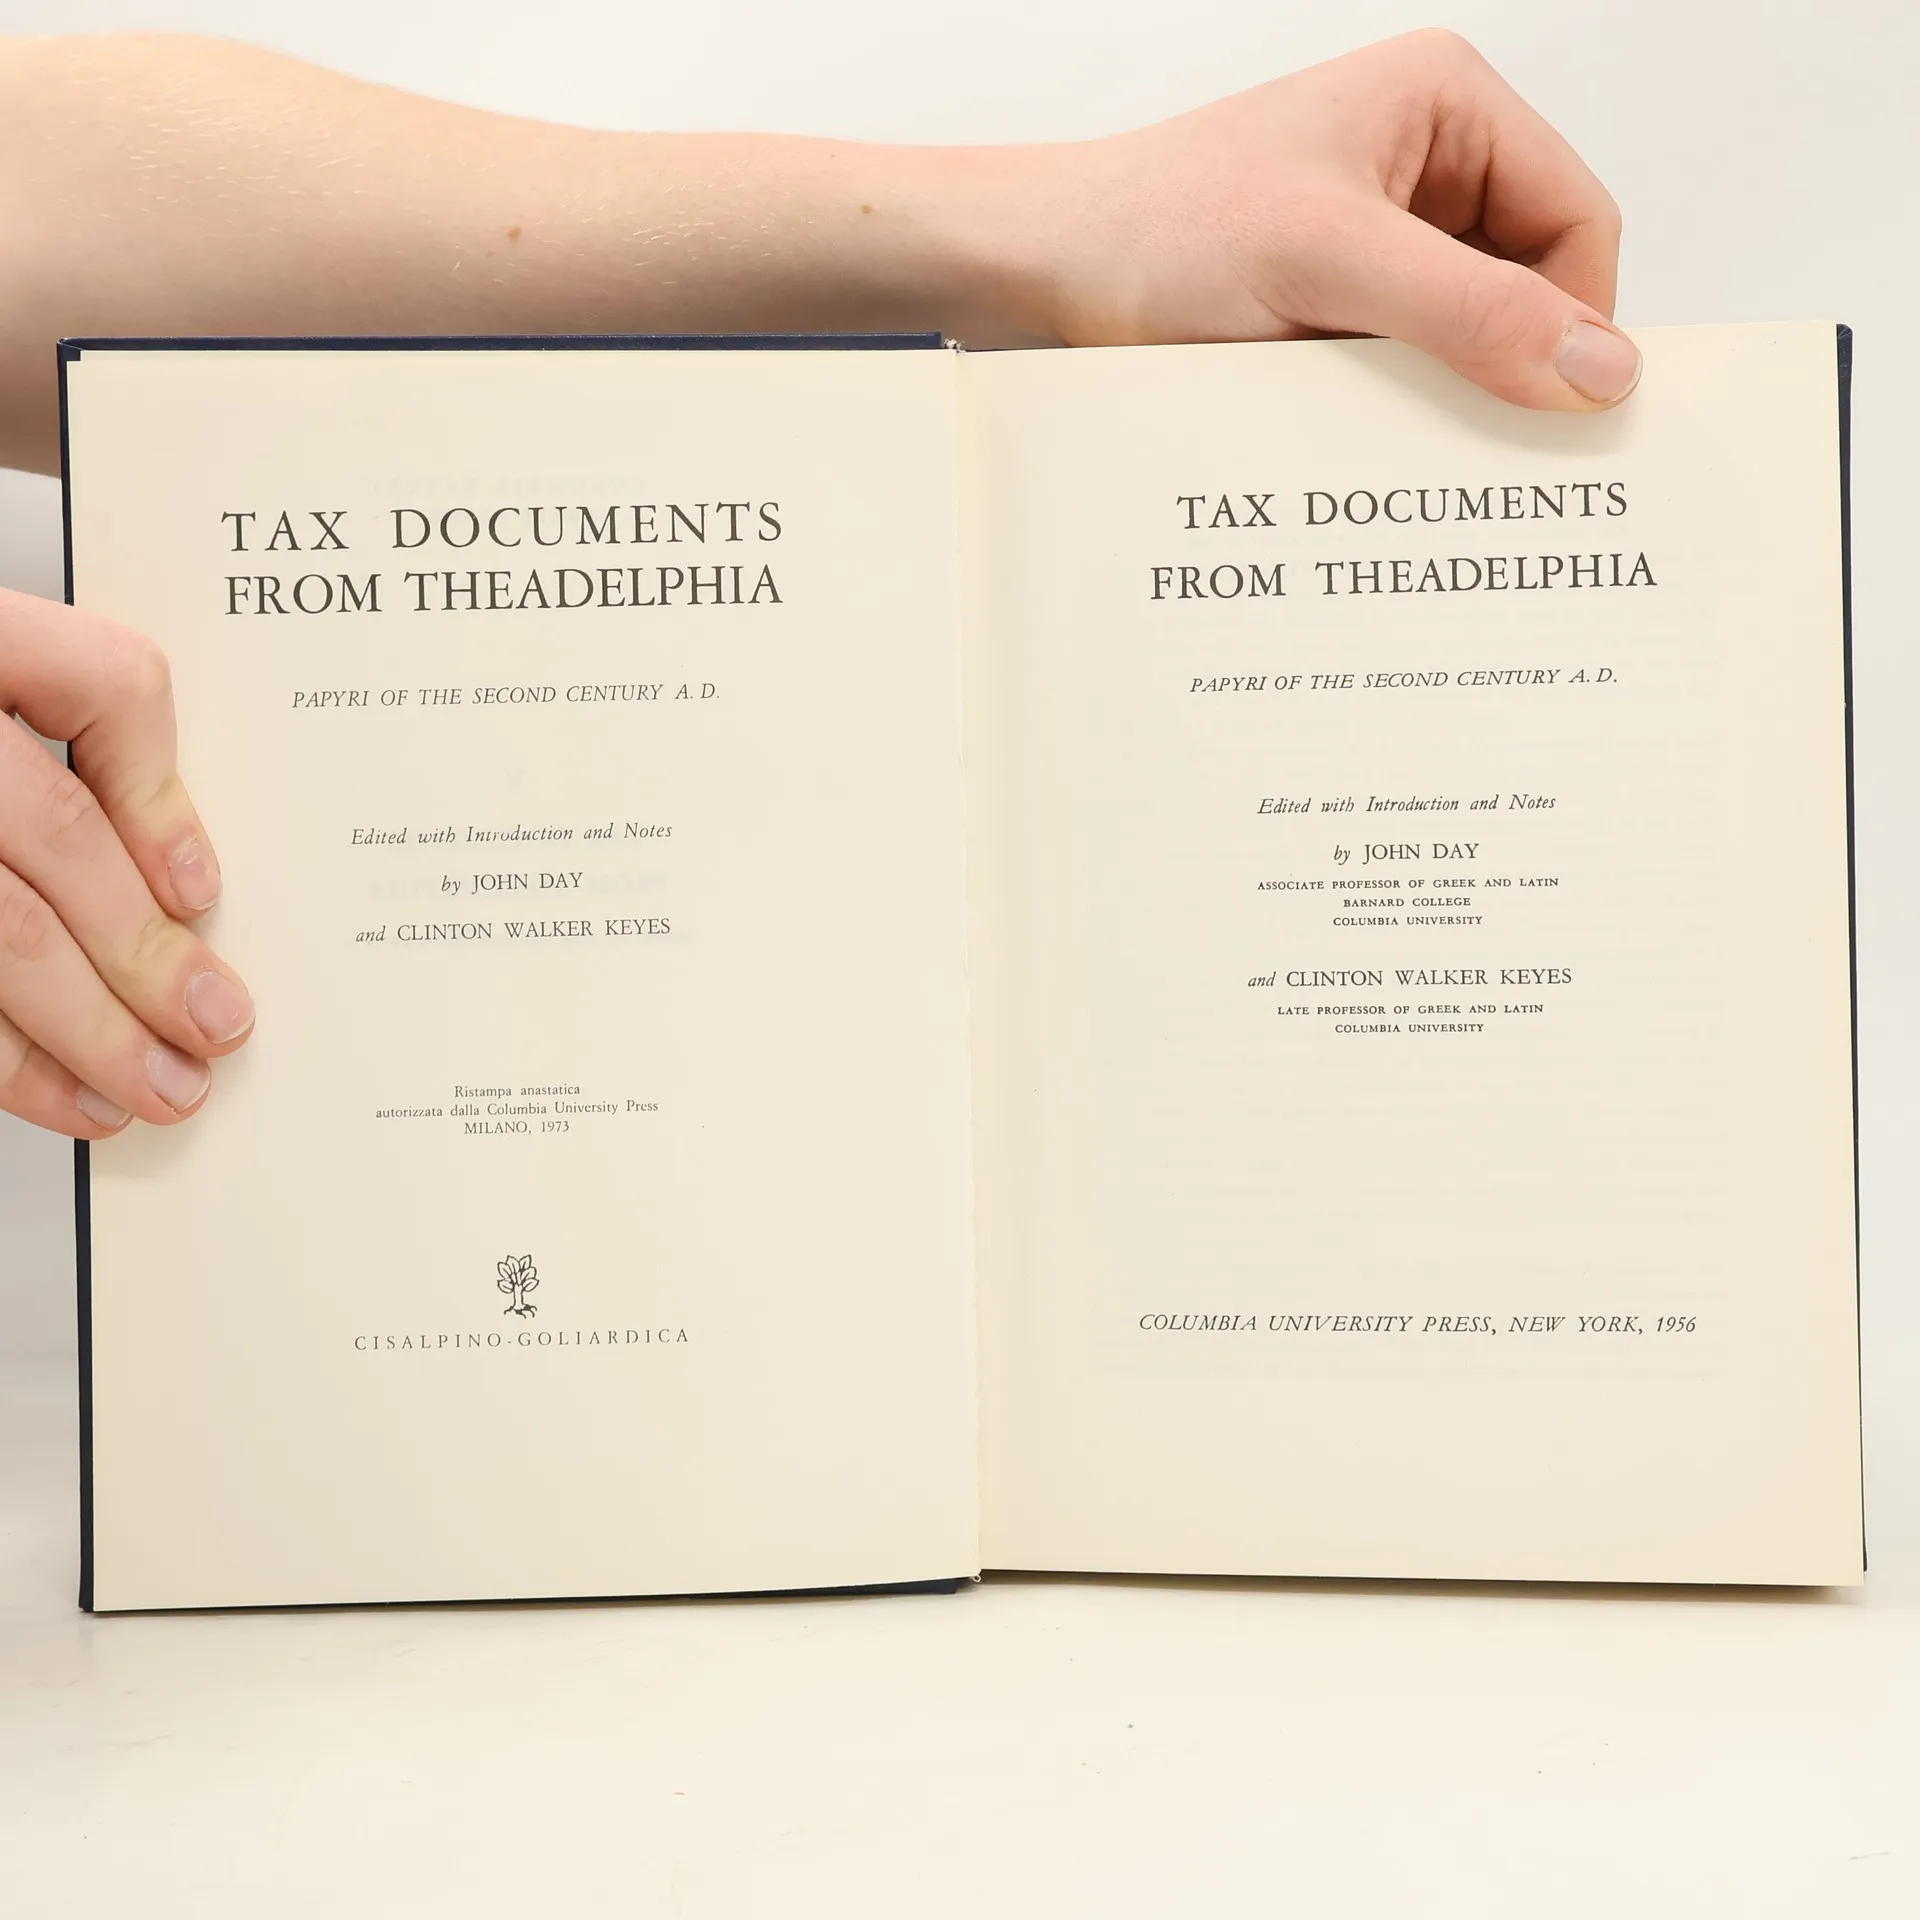 TAX DOCUMENTS
FROM THEADELPHIA
PAPYRI OF THE SECOND CENTURY A. D.
Edited with Introduction and Notes
by JOHN DAY
and CLINTON WALKER KEYES
Ristampa anastatica
autorizzata dalla Columbia University Press
MILANO, 1973
CISALPINO-GOLIARDICA
TAX DOCUMENTS
FROM THEADELPHIA
PAPYRI OF THE SECOND CENTURY A. D.
Edited with Introduction and Notes
by JOHN DAY
ASSOCIATE PROFESSOR OF GREEK AND LATIN
BARNARD COLLEGE
COLUMBIA UNIVERSITY
and CLINTON WALKER KEYES
LATE PROFESSOR OF GREEK AND LATIN
COLUMBIA UNIVERSITY
COLUMBIA UNIVERSITY PRESS, NEW YORK, 1956